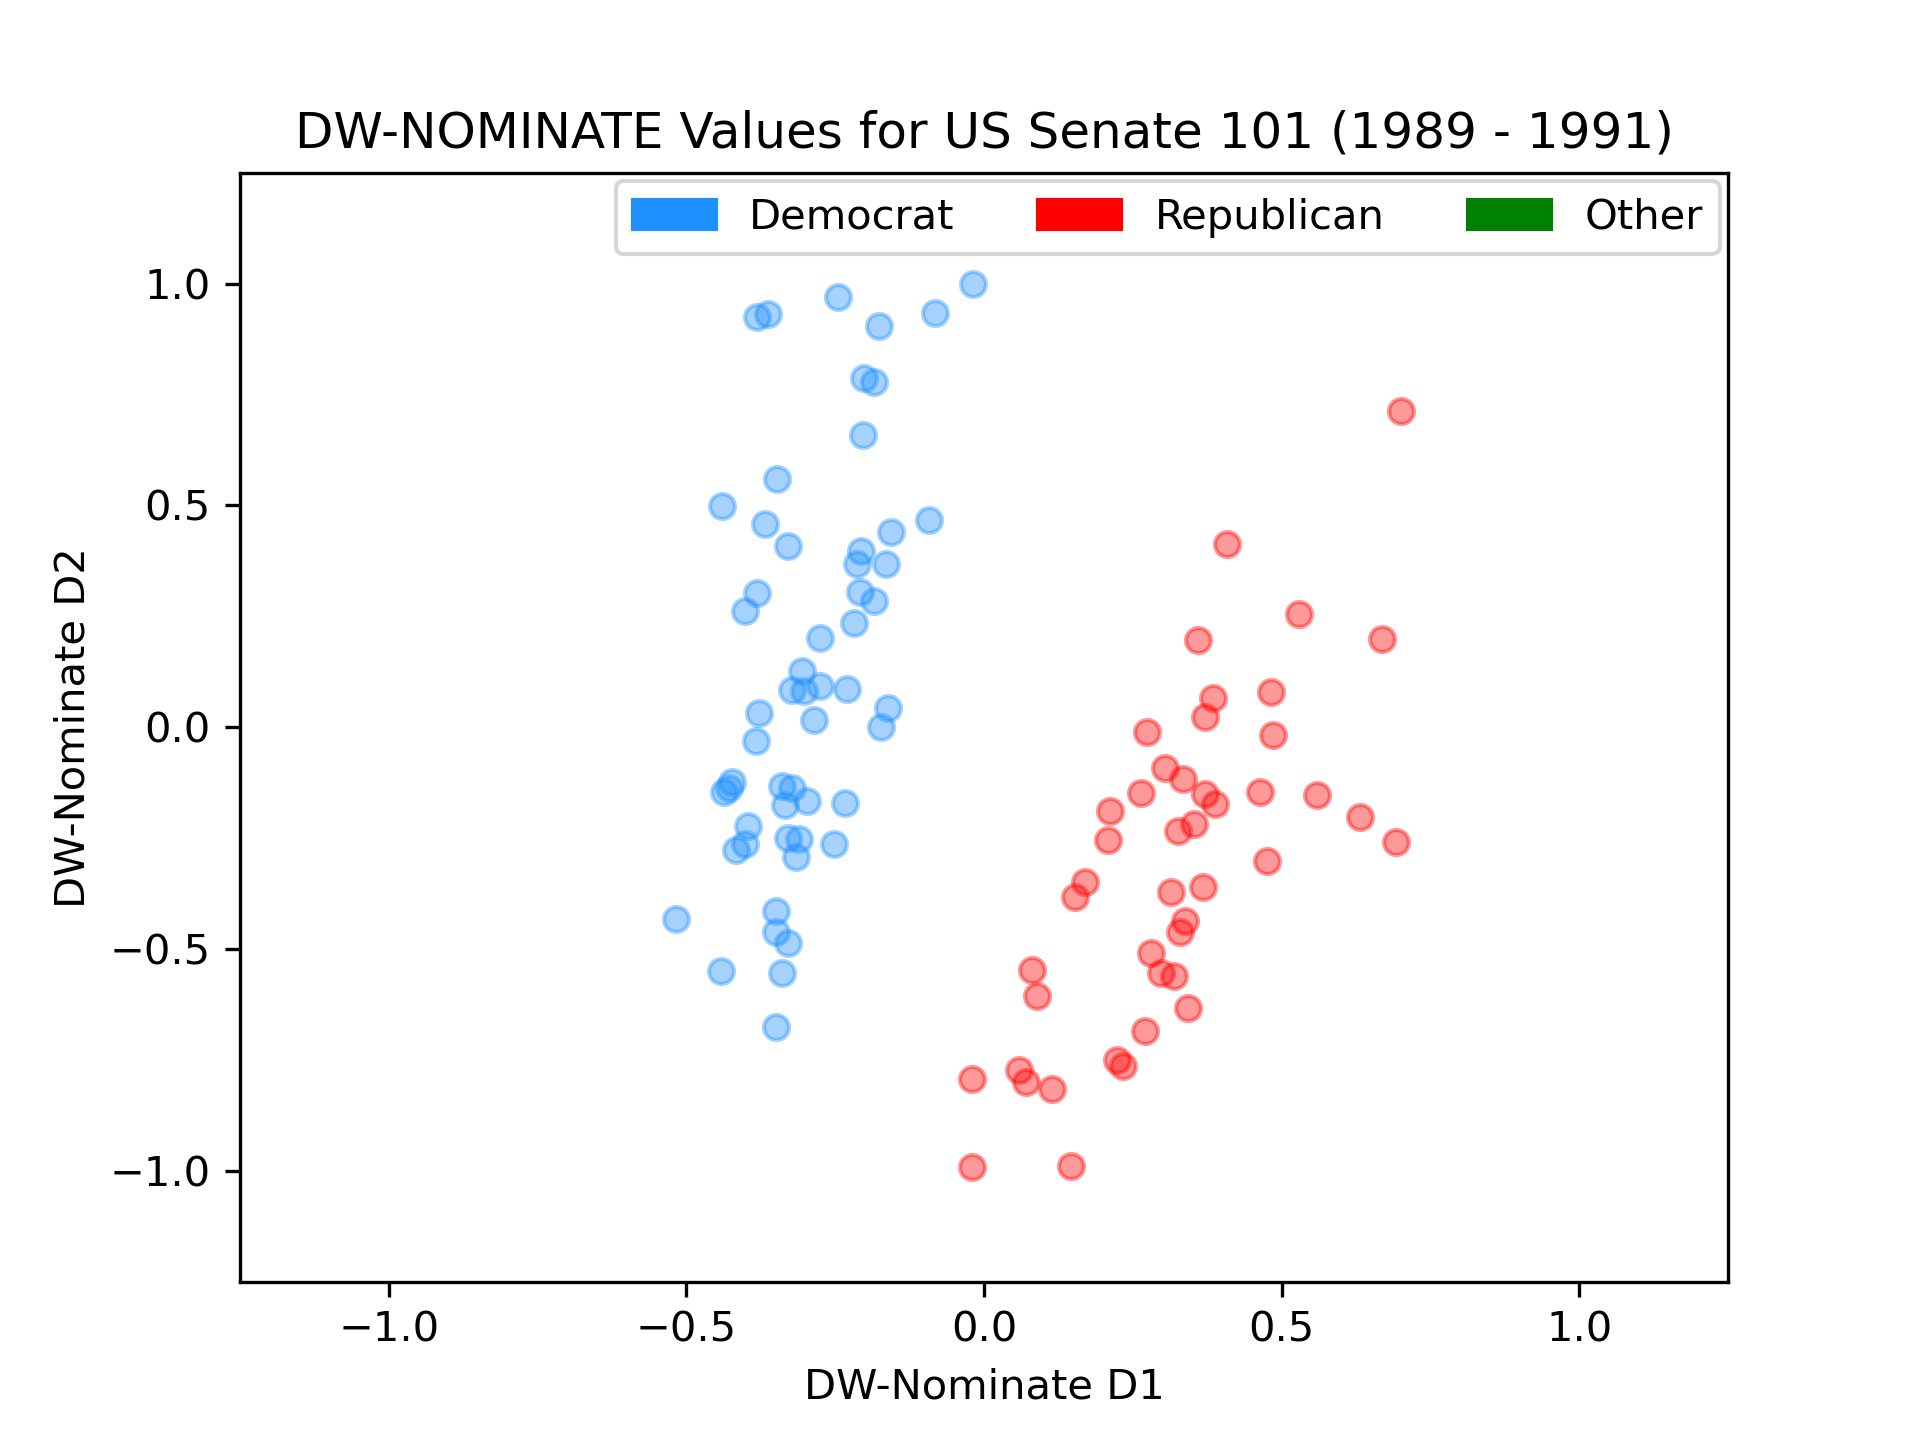 DW-NOMINATE Values for US Senate 101 (1989 - 1991)
Democrat Republican Other
1.0
0.5
0.0
−0.5
−1.0
DW-Nominate D2
−1.0 −0.5 0.0 0.5 1.0
DW-Nominate D1